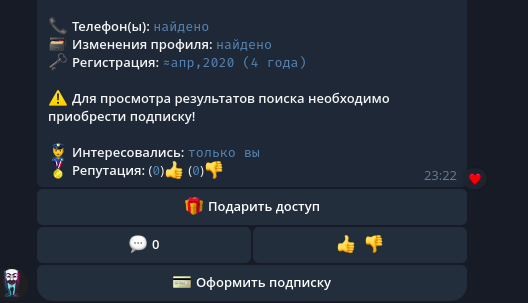 Телефон(ы): найдено
Изменения профиля: найдено
Регистрация: ≈апр,2020 (4 года)
Для просмотра результатов поиска необходимо
приобрести подписку!
Интересовались: только вы
Репутация: (0)👍 (0)👎
23:22
Подарить доступ
0
Оформить подписку